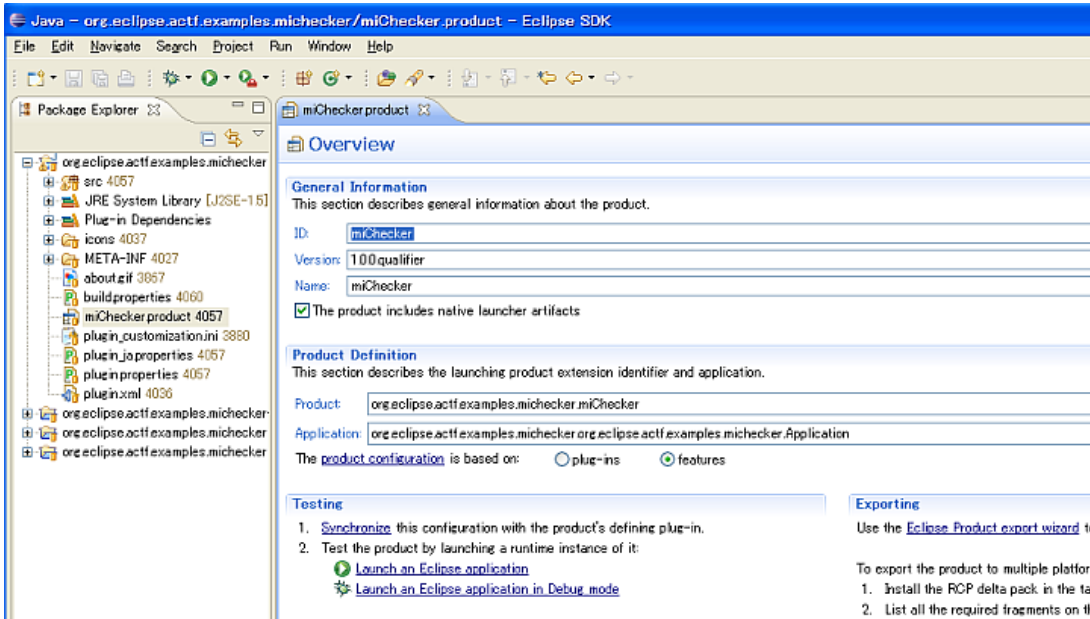 Java - org.eclipse.actf.examples.michecker/miChecker.product - Eclipse SDK
File Edit Navigate Search Project Run Window Help
Package Explorer
org.eclipse.actf.examples.michecker
src 4057
JRE System Library [J2SE-1.5]
Plug-in Dependencies
icons 4037
META-INF 4027
about.gif 3867
build.properties 4060
miChecker.product 4057
plugin_customization.ini 3880
plugin_ja.properties 4057
plugin.properties 4057
plugin.xml 4036
org.eclipse.actf.examples.michecker
org.eclipse.actf.examples.michecker
org.eclipse.actf.examples.michecker
miChecker.product
Overview
General Information
This section describes general information about the product.
ID: miChecker
Version: 1.0.0.qualifier
Name: miChecker
The product includes native launcher artifacts
Product Definition
This section describes the launching product extension identifier and application.
Product: org.eclipse.actf.examples.michecker.miChecker
Application: org.eclipse.actf.examples.michecker.org.eclipse.actf.examples.michecker.Application
The product configuration is based on: plug-ins features
Testing
1. Synchronize this configuration with the product's defining plug-in.
2. Test the product by launching a runtime instance of it:
Launch an Eclipse application
Launch an Eclipse application in Debug mode
Exporting
Use the Eclipse Product export wizard
To export the product to multiple
1. Install the RCP delta pack in the
2. List all the required fragments on